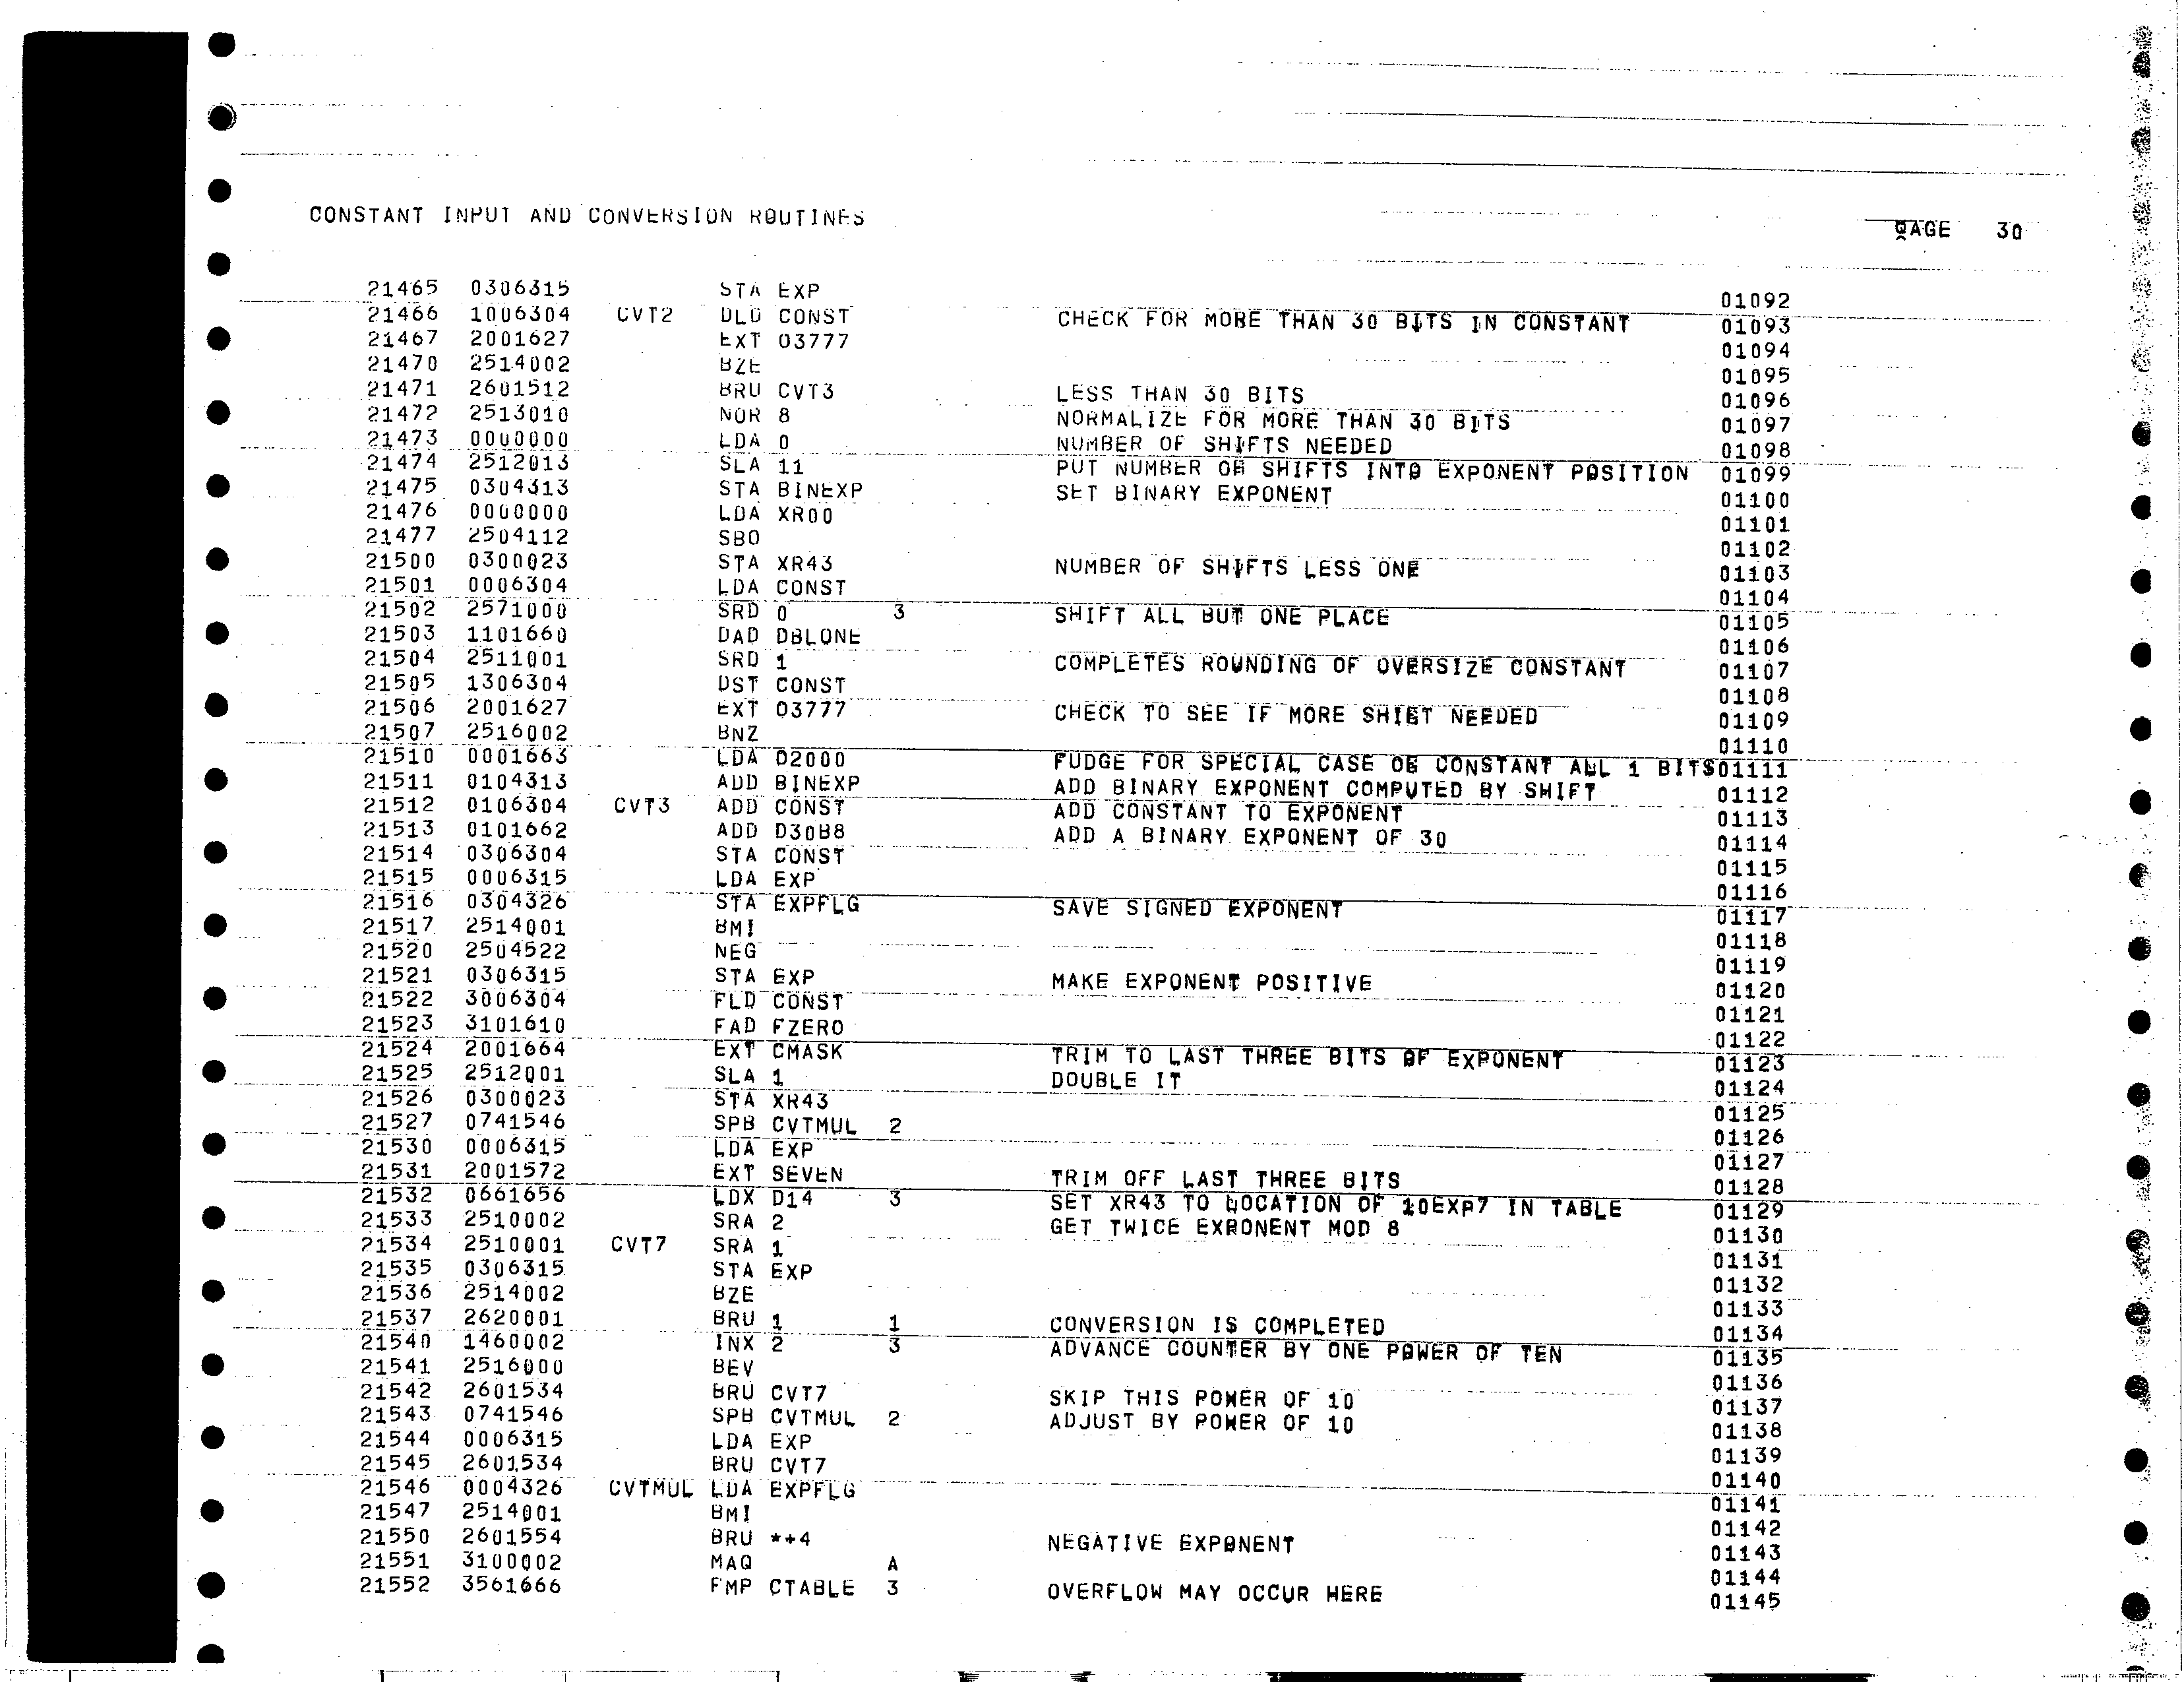 CONSTANT INPUT AND CONVERSION ROUTINES PAGE 30
21465 0306315 STA EXP 01092
21466 1006304 CVT2 DLD CONST CHECK FOR MORE THAN 30 BITS IN CONSTANT 01093
21467 2001627 EXT O3777 01094
21470 2514002 BZE 01095
21471 2601512 BRU CVT3 LESS THAN 30 BITS 01096
21472 2513010 NOR 8 NORMALIZE FOR MORE THAN 30 BITS 01097
21473 0000000 LDA 0 NUMBER OF SHIFTS NEEDED 01098
21474 2512013 SLA 11 PUT NUMBER OF SHIFTS INTO EXPONENT POSITION 01099
21475 0304313 STA BINEXP SET BINARY EXPONENT 01100
21476 0000000 LDA XR00 01101
21477 2504112 SBO 01102
21500 0300023 STA XR43 NUMBER OF SHIFTS LESS ONE 01103
21501 0006304 LDA CONST 01104
21502 2571000 SRD 0 3 SHIFT ALL BUT ONE PLACE 01105
21503 1101660 DAD DBLONE 01106
21504 2511001 SRD 1 COMPLETES ROUNDING OF OVERSIZE CONSTANT 01107
21505 1306304 DST CONST 01108
21506 2001627 EXT O3777 CHECK TO SEE IF MORE SHIFT NEEDED 01109
21507 2516002 BNZ 01110
21510 0001663 LDA O2000 FUDGE FOR SPECIAL CASE OF CONSTANT ALL 1 BITS01111
21511 0104313 ADD BINEXP ADD BINARY EXPONENT COMPUTED BY SHIFT 01112
21512 0106304 CVT3 ADD CONST ADD CONSTANT TO EXPONENT 01113
21513 0101662 ADD D30B8 ADD A BINARY EXPONENT OF 30 01114
21514 0306304 STA CONST 01115
21515 0006315 LDA EXP 01116
21516 0304326 STA EXPFLG SAVE SIGNED EXPONENT 01117
21517 2514001 BMI 01118
21520 2504522 NEG 01119
21521 0306315 STA EXP MAKE EXPONENT POSITIVE 01120
21522 3006304 FLD CONST 01121
21523 3101610 FAD FZERO 01122
21524 2001664 EXT CMASK TRIM TO LAST THREE BITS OF EXPONENT 01123
21525 2512001 SLA 1 DOUBLE IT 01124
21526 0300023 STA XR43 01125
21527 0741546 SPB CVTMUL 2 01126
21530 0006315 LDA EXP 01127
21531 2001572 EXT SEVEN TRIM OFF LAST THREE BITS 01128
21532 0661656 LDX D14 3 SET XR43 TO LOCATION OF 10EXP7 IN TABLE 01129
21533 2510002 SRA 2 GET TWICE EXPONENT MOD 8 01130
21534 2510001 CVT7 SRA 1 01131
21535 0306315 STA EXP 01132
21536 2514002 BZE 01133
21537 2620001 BRU 1 1 CONVERSION IS COMPLETED 01134
21540 1460002 INX 2 3 ADVANCE COUNTER BY ONE POWER OF TEN 01135
21541 2516000 BEV 01136
21542 2601534 BRU CVT7 SKIP THIS POWER OF 10 01137
21543 0741546 SPB CVTMUL 2 ADJUST BY POWER OF 10 01138
21544 0006315 LDA EXP 01139
21545 2601534 BRU CVT7 01140
21546 0004326 CVTMUL LDA EXPFLG 01141
21547 2514001 BMI 01142
21550 2601554 BRU *+4 NEGATIVE EXPONENT 01143
21551 3100002 MAQ A 01144
21552 3561666 FMP CTABLE 3 OVERFLOW MAY OCCUR HERE 01145